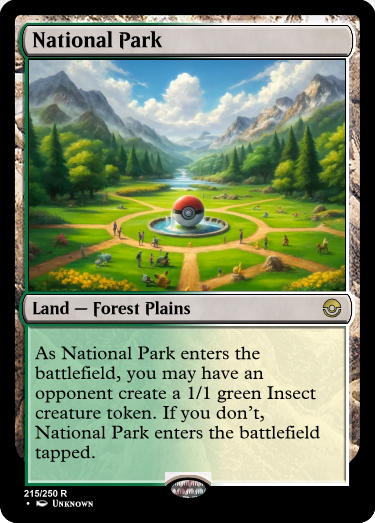 National Park
Land — Forest Plains
As National Park enters the
battlefield, you may have an
opponent create a 1/1 green Insect
creature token. If you don't,
National Park enters the battlefield
tapped.
215/250 R
• Unknown